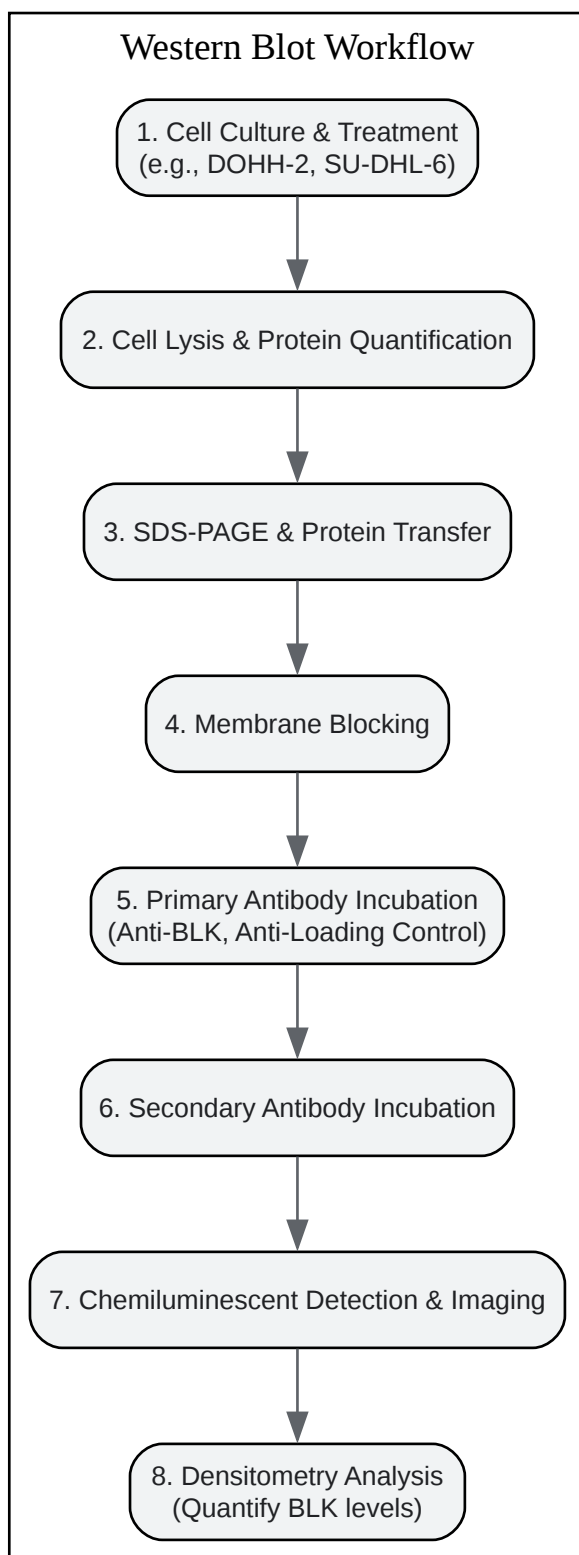 Western Blot Workflow
1. Cell Culture & Treatment
(e.g., DOHH-2, SU-DHL-6)
2. Cell Lysis & Protein Quantification
3. SDS-PAGE & Protein Transfer
4. Membrane Blocking
5. Primary Antibody Incubation
(Anti-BLK, Anti-Loading Control)
6. Secondary Antibody Incubation
7. Chemiluminescent Detection & Imaging
8. Densitometry Analysis
(Quantify BLK levels)